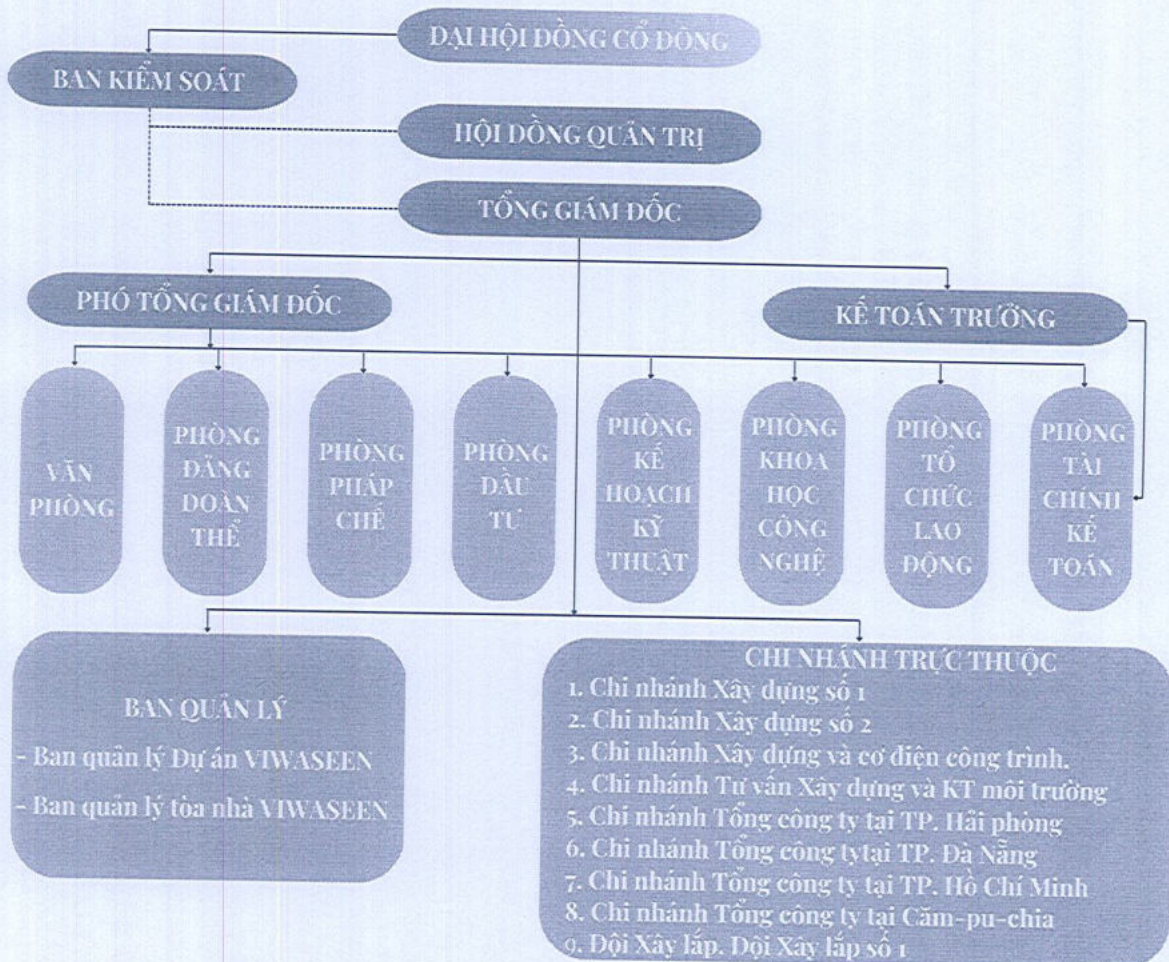 ĐẠI HỘI ĐỒNG CỔ ĐÔNG
BAN KIỂM SOÁT
HỘI ĐỒNG QUẢN TRỊ
TỔNG GIÁM ĐỐC
PHÓ TỔNG GIÁM ĐỐC
KẾ TOÁN TRƯỞNG
VĂN
PHÒNG
PHÒNG
ĐẢNG
ĐOÀN
THỂ
PHÒNG
PHÁP
CHẾ
PHÒNG
ĐẦU
TƯ
PHÒNG
KẾ
HOẠCH
KỸ
THUẬT
PHÒNG
KHOA
HỌC
CÔNG
NGHỆ
PHÒNG
TỔ
CHỨC
LAO
ĐỘNG
PHÒNG
TÀI
CHÍNH
KẾ
TOÁN
BAN QUẢN LÝ
- Ban quản lý Dự án VIWASEEN
- Ban quản lý tòa nhà VIWASEEN
CHI NHÁNH TRỰC THUỘC
1. Chi nhánh Xây dựng số 1
2. Chi nhánh Xây dựng số 2
3. Chi nhánh Xây dựng và cơ điện công trình.
4. Chi nhánh Tư vấn Xây dựng và KT môi trường
5. Chi nhánh Tổng công ty tại TP. Hải phòng
6. Chi nhánh Tổng công tytại TP. Đà Nẵng
7. Chi nhánh Tổng công ty tại TP. Hồ Chí Minh
8. Chi nhánh Tổng công ty tại Căm-pu-chia
9. Đội Xây lắp. Đội Xây lắp số 1